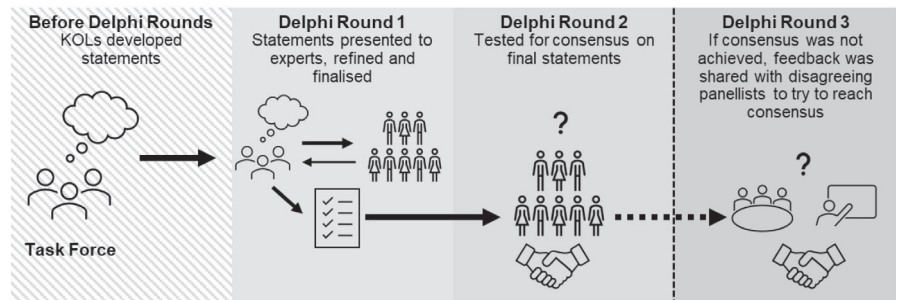 Before Delphi Rounds
KOLs developed
statements
Task Force
Delphi Round 1
Statements presented to
experts, refined and
finalised
Delphi Round 2
Tested for consensus on
final statements
?
Delphi Round 3
If consensus was not
achieved, feedback was
shared with disagreeing
panellists to try to reach
consensus
?